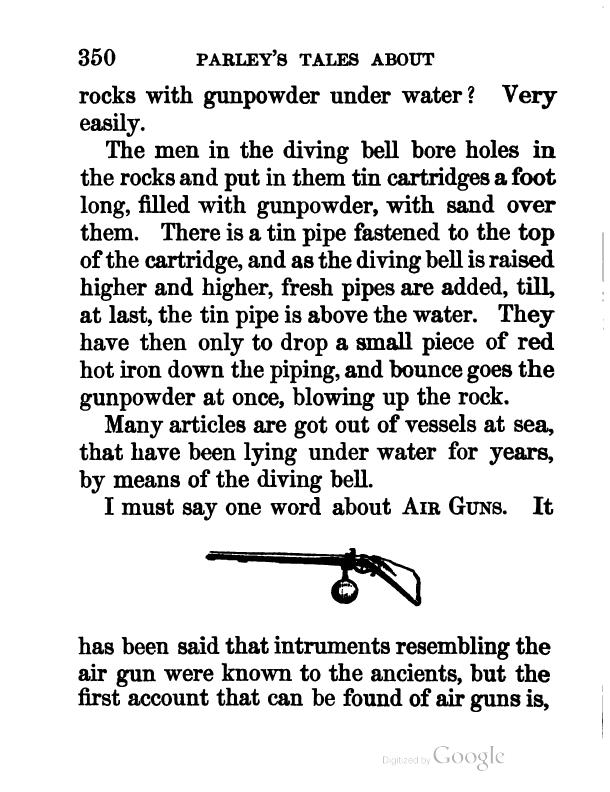 350 PARLEY'S TALES ABOUT
rocks with gunpowder under water? Very
easily.
The men in the diving bell bore holes in
the rocks and put in them tin cartridges a foot
long, filled with gunpowder, with sand over
them. There is a tin pipe fastened to the top
of the cartridge, and as the diving bell is raised
higher and higher, fresh pipes are added, till,
at last, the tin pipe is above the water. They
have then only to drop a small piece of red
hot iron down the piping, and bounce goes the
gunpowder at once, blowing up the rock.
Many articles are got out of vessels at sea,
that have been lying under water for years,
by means of the diving bell.
I must say one word about AIR GUNS. It
has been said that intruments resembling the
air gun were known to the ancients, but the
first account that can be found of air guns is,
Digitized by Google